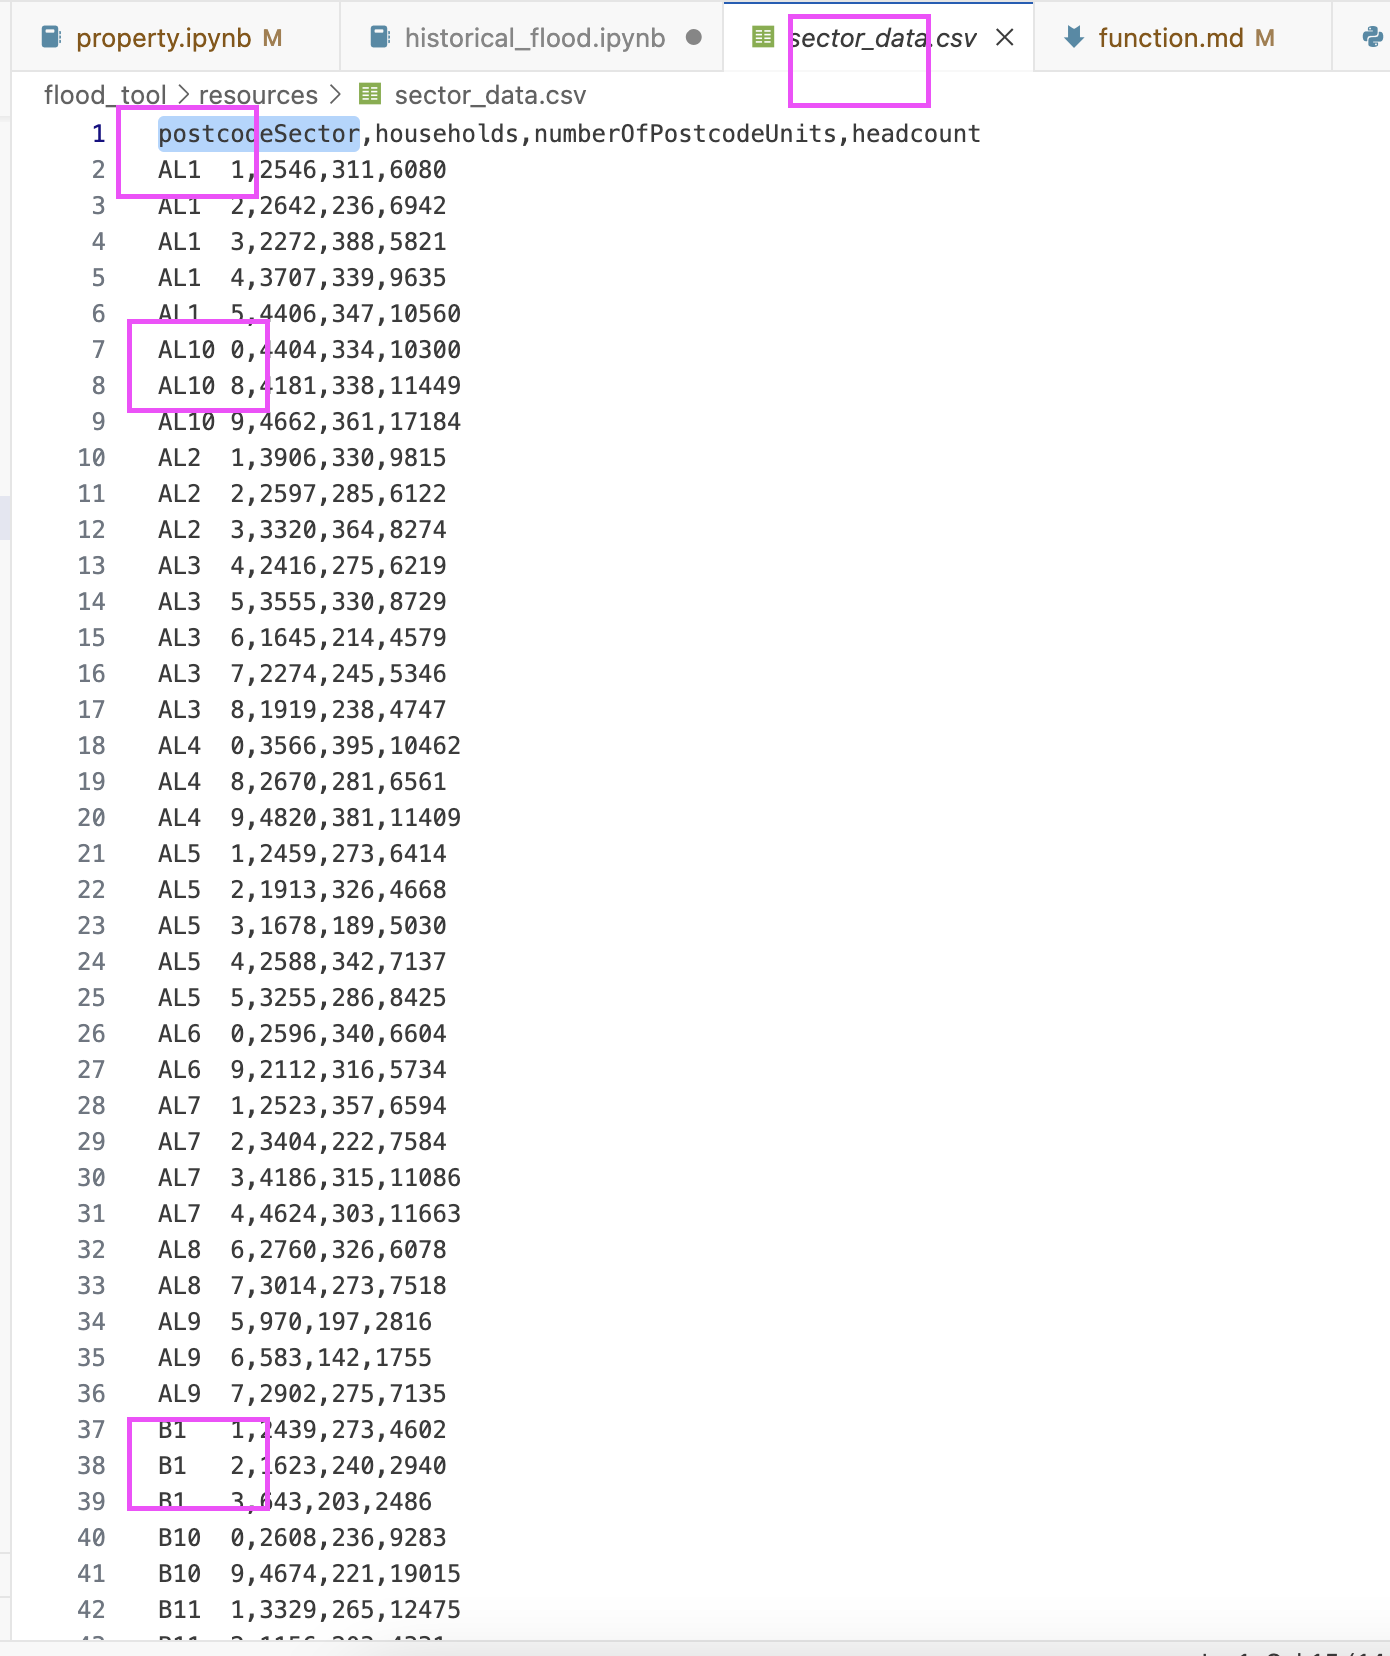 property.ipynb M historical_flood.ipynb sector_data.csv function.md M
flood_tool > resources > sector_data.csv
1 postcodeSector,households,numberOfPostcodeUnits,headcount
2 AL1  1,2546,311,6080
3 AL1  2,2642,236,6942
4 AL1  3,2272,388,5821
5 AL1  4,3707,339,9635
6 AL1  5,4406,347,10560
7 AL10 0,4404,334,10300
8 AL10 8,4181,338,11449
9 AL10 9,4662,361,17184
10 AL2  1,3906,330,9815
11 AL2  2,2597,285,6122
12 AL2  3,3320,364,8274
13 AL3  4,2416,275,6219
14 AL3  5,3555,330,8729
15 AL3  6,1645,214,4579
16 AL3  7,2274,245,5346
17 AL3  8,1919,238,4747
18 AL4  0,3566,395,10462
19 AL4  8,2670,281,6561
20 AL4  9,4820,381,11409
21 AL5  1,2459,273,6414
22 AL5  2,1913,326,4668
23 AL5  3,1678,189,5030
24 AL5  4,2588,342,7137
25 AL5  5,3255,286,8425
26 AL6  0,2596,340,6604
27 AL6  9,2112,316,5734
28 AL7  1,2523,357,6594
29 AL7  2,3404,222,7584
30 AL7  3,4186,315,11086
31 AL7  4,4624,303,11663
32 AL8  6,2760,326,6078
33 AL8  7,3014,273,7518
34 AL9  5,970,197,2816
35 AL9  6,583,142,1755
36 AL9  7,2902,275,7135
37 B1   1,2439,273,4602
38 B1   2,1623,240,2940
39 B1   3,643,203,2486
40 B10  0,2608,236,9283
41 B10  9,4674,221,19015
42 B11  1,3329,265,12475